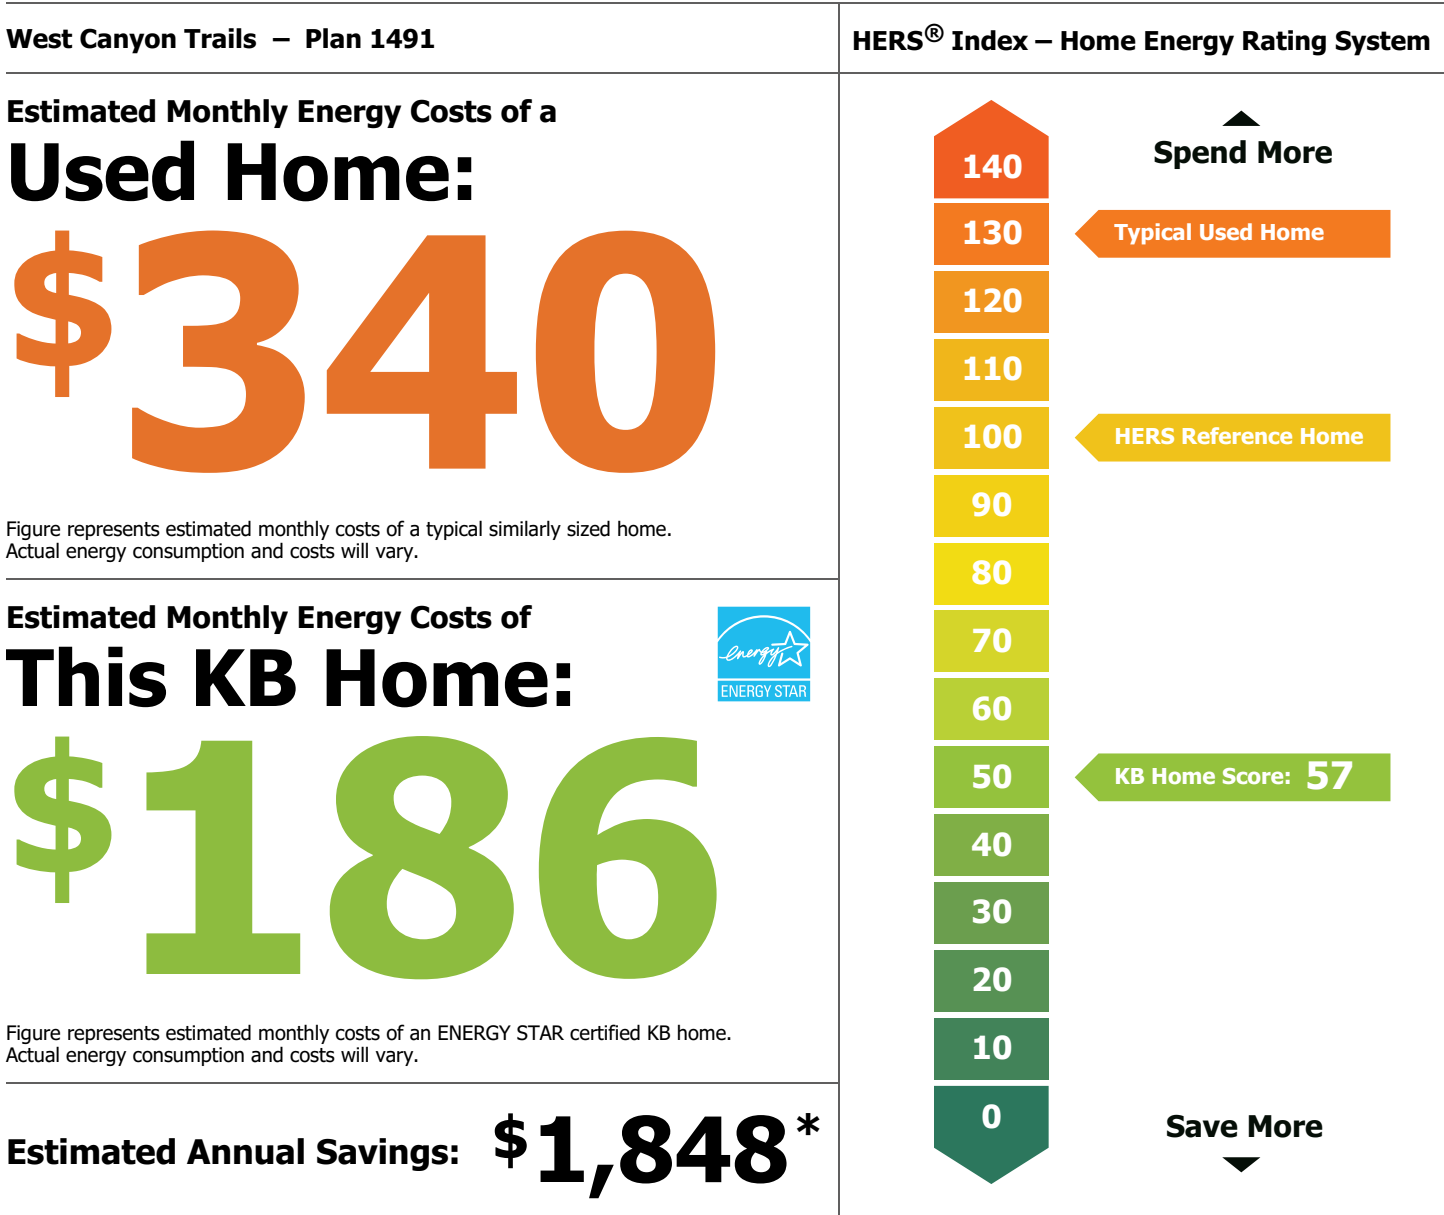 West Canyon Trails – Plan 1491
Estimated Monthly Energy Costs of a
Used Home:
$340
Figure represents estimated monthly costs of a typical similarly sized home.
Actual energy consumption and costs will vary.
Estimated Monthly Energy Costs of
This KB Home:
energy
ENERGY STAR
$186
Figure represents estimated monthly costs of an ENERGY STAR certified KB home.
Actual energy consumption and costs will vary.
Estimated Annual Savings: $1,848*
HERS® Index – Home Energy Rating System
Spend More
140
130 Typical Used Home
120
110
100 HERS Reference Home
90
80
70
60
50 KB Home Score: 57
40
30
20
10
0
Save More